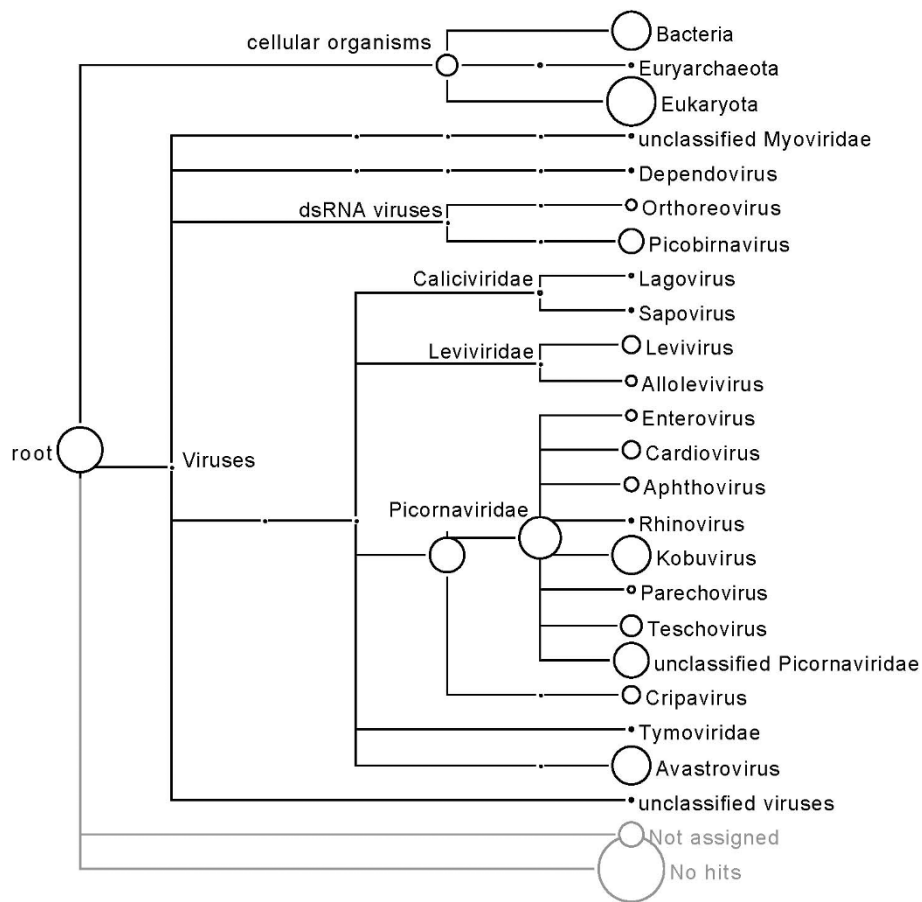 cellular organisms
Bacteria
Euryarchaeota
Eukaryota
unclassified Myoviridae
Dependovirus
dsRNA viruses
Orthoreovirus
Picobirnavirus
Caliciviridae
Lagovirus
Sapovirus
Leviviridae
Levivirus
Allolevivirus
Enterovirus
root
Viruses
Cardiovirus
Aphthovirus
Picornaviridae
Rhinovirus
Kobuvirus
Parechovirus
Teschovirus
unclassified Picornaviridae
Cripavirus
Tymoviridae
Avastrovirus
unclassified viruses
Not assigned
No hits